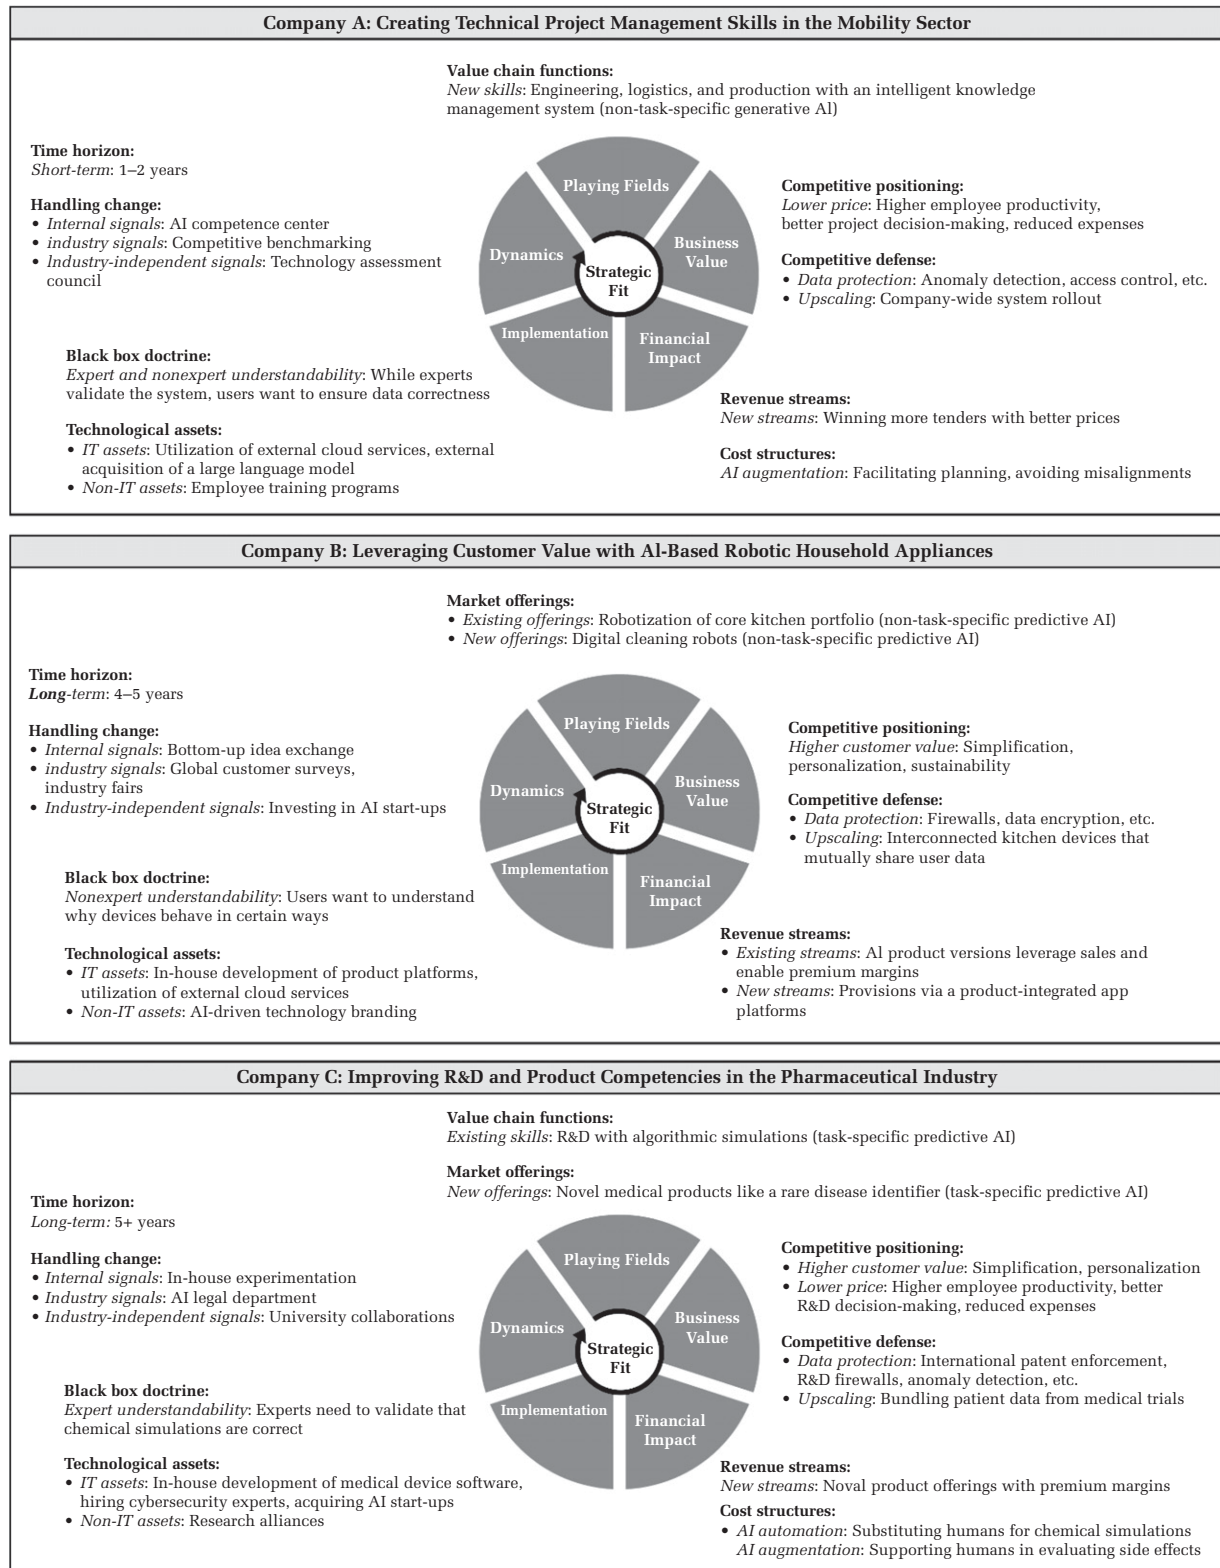 Company A: Creating Technical Project Management Skills in the Mobility Sector
Value chain functions:
New skills: Engineering, logistics, and production with an intelligent knowledge
management system (non-task-specific generative Al)
Time horizon:
Short-term: 1–2 years
Handling change:
• Internal signals: AI competence center
• industry signals: Competitive benchmarking
• Industry-independent signals: Technology assessment
council
Playing Fields
Dynamics
Business
Value
Strategic
Fit
Implementation
Financial
Impact
Competitive positioning:
Lower price: Higher employee productivity,
better project decision-making, reduced expenses
Competitive defense:
• Data protection: Anomaly detection, access control, etc.
• Upscaling: Company-wide system rollout
Black box doctrine:
Expert and nonexpert understandability: While experts
validate the system, users want to ensure data correctness
Technological assets:
• IT assets: Utilization of external cloud services, external
acquisition of a large language model
• Non-IT assets: Employee training programs
Revenue streams:
New streams: Winning more tenders with better prices
Cost structures:
AI augmentation: Facilitating planning, avoiding misalignments
Company B: Leveraging Customer Value with Al-Based Robotic Household Appliances
Market offerings:
• Existing offerings: Robotization of core kitchen portfolio (non-task-specific predictive AI)
• New offerings: Digital cleaning robots (non-task-specific predictive AI)
Time horizon:
Long-term: 4–5 years
Handling change:
• Internal signals: Bottom-up idea exchange
• industry signals: Global customer surveys,
industry fairs
• Industry-independent signals: Investing in AI start-ups
Playing Fields
Dynamics
Business
Value
Strategic
Fit
Implementation
Financial
Impact
Competitive positioning:
Higher customer value: Simplification,
personalization, sustainability
Competitive defense:
• Data protection: Firewalls, data encryption, etc.
• Upscaling: Interconnected kitchen devices that
mutually share user data
Black box doctrine:
Nonexpert understandability: Users want to understand
why devices behave in certain ways
Technological assets:
• IT assets: In-house development of product platforms,
utilization of external cloud services
• Non-IT assets: AI-driven technology branding
Revenue streams:
• Existing streams: Al product versions leverage sales and
enable premium margins
• New streams: Provisions via a product-integrated app
platforms
Company C: Improving R&D and Product Competencies in the Pharmaceutical Industry
Value chain functions:
Existing skills: R&D with algorithmic simulations (task-specific predictive AI)
Market offerings:
New offerings: Novel medical products like a rare disease identifier (task-specific predictive AI)
Time horizon:
Long-term: 5+ years
Handling change:
• Internal signals: In-house experimentation
• Industry signals: AI legal department
• Industry-independent signals: University collaborations
Playing Fields
Dynamics
Business
Value
Strategic
Fit
Implementation
Financial
Impact
Competitive positioning:
• Higher customer value: Simplification, personalization
• Lower price: Higher employee productivity, better
R&D decision-making, reduced expenses
Competitive defense:
• Data protection: International patent enforcement,
R&D firewalls, anomaly detection, etc.
• Upscaling: Bundling patient data from medical trials
Black box doctrine:
Expert understandability: Experts need to validate that
chemical simulations are correct
Technological assets:
• IT assets: In-house development of medical device software,
hiring cybersecurity experts, acquiring AI start-ups
• Non-IT assets: Research alliances
Revenue streams:
New streams: Noval product offerings with premium margins
Cost structures:
• AI automation: Substituting humans for chemical simulations
AI augmentation: Supporting humans in evaluating side effects